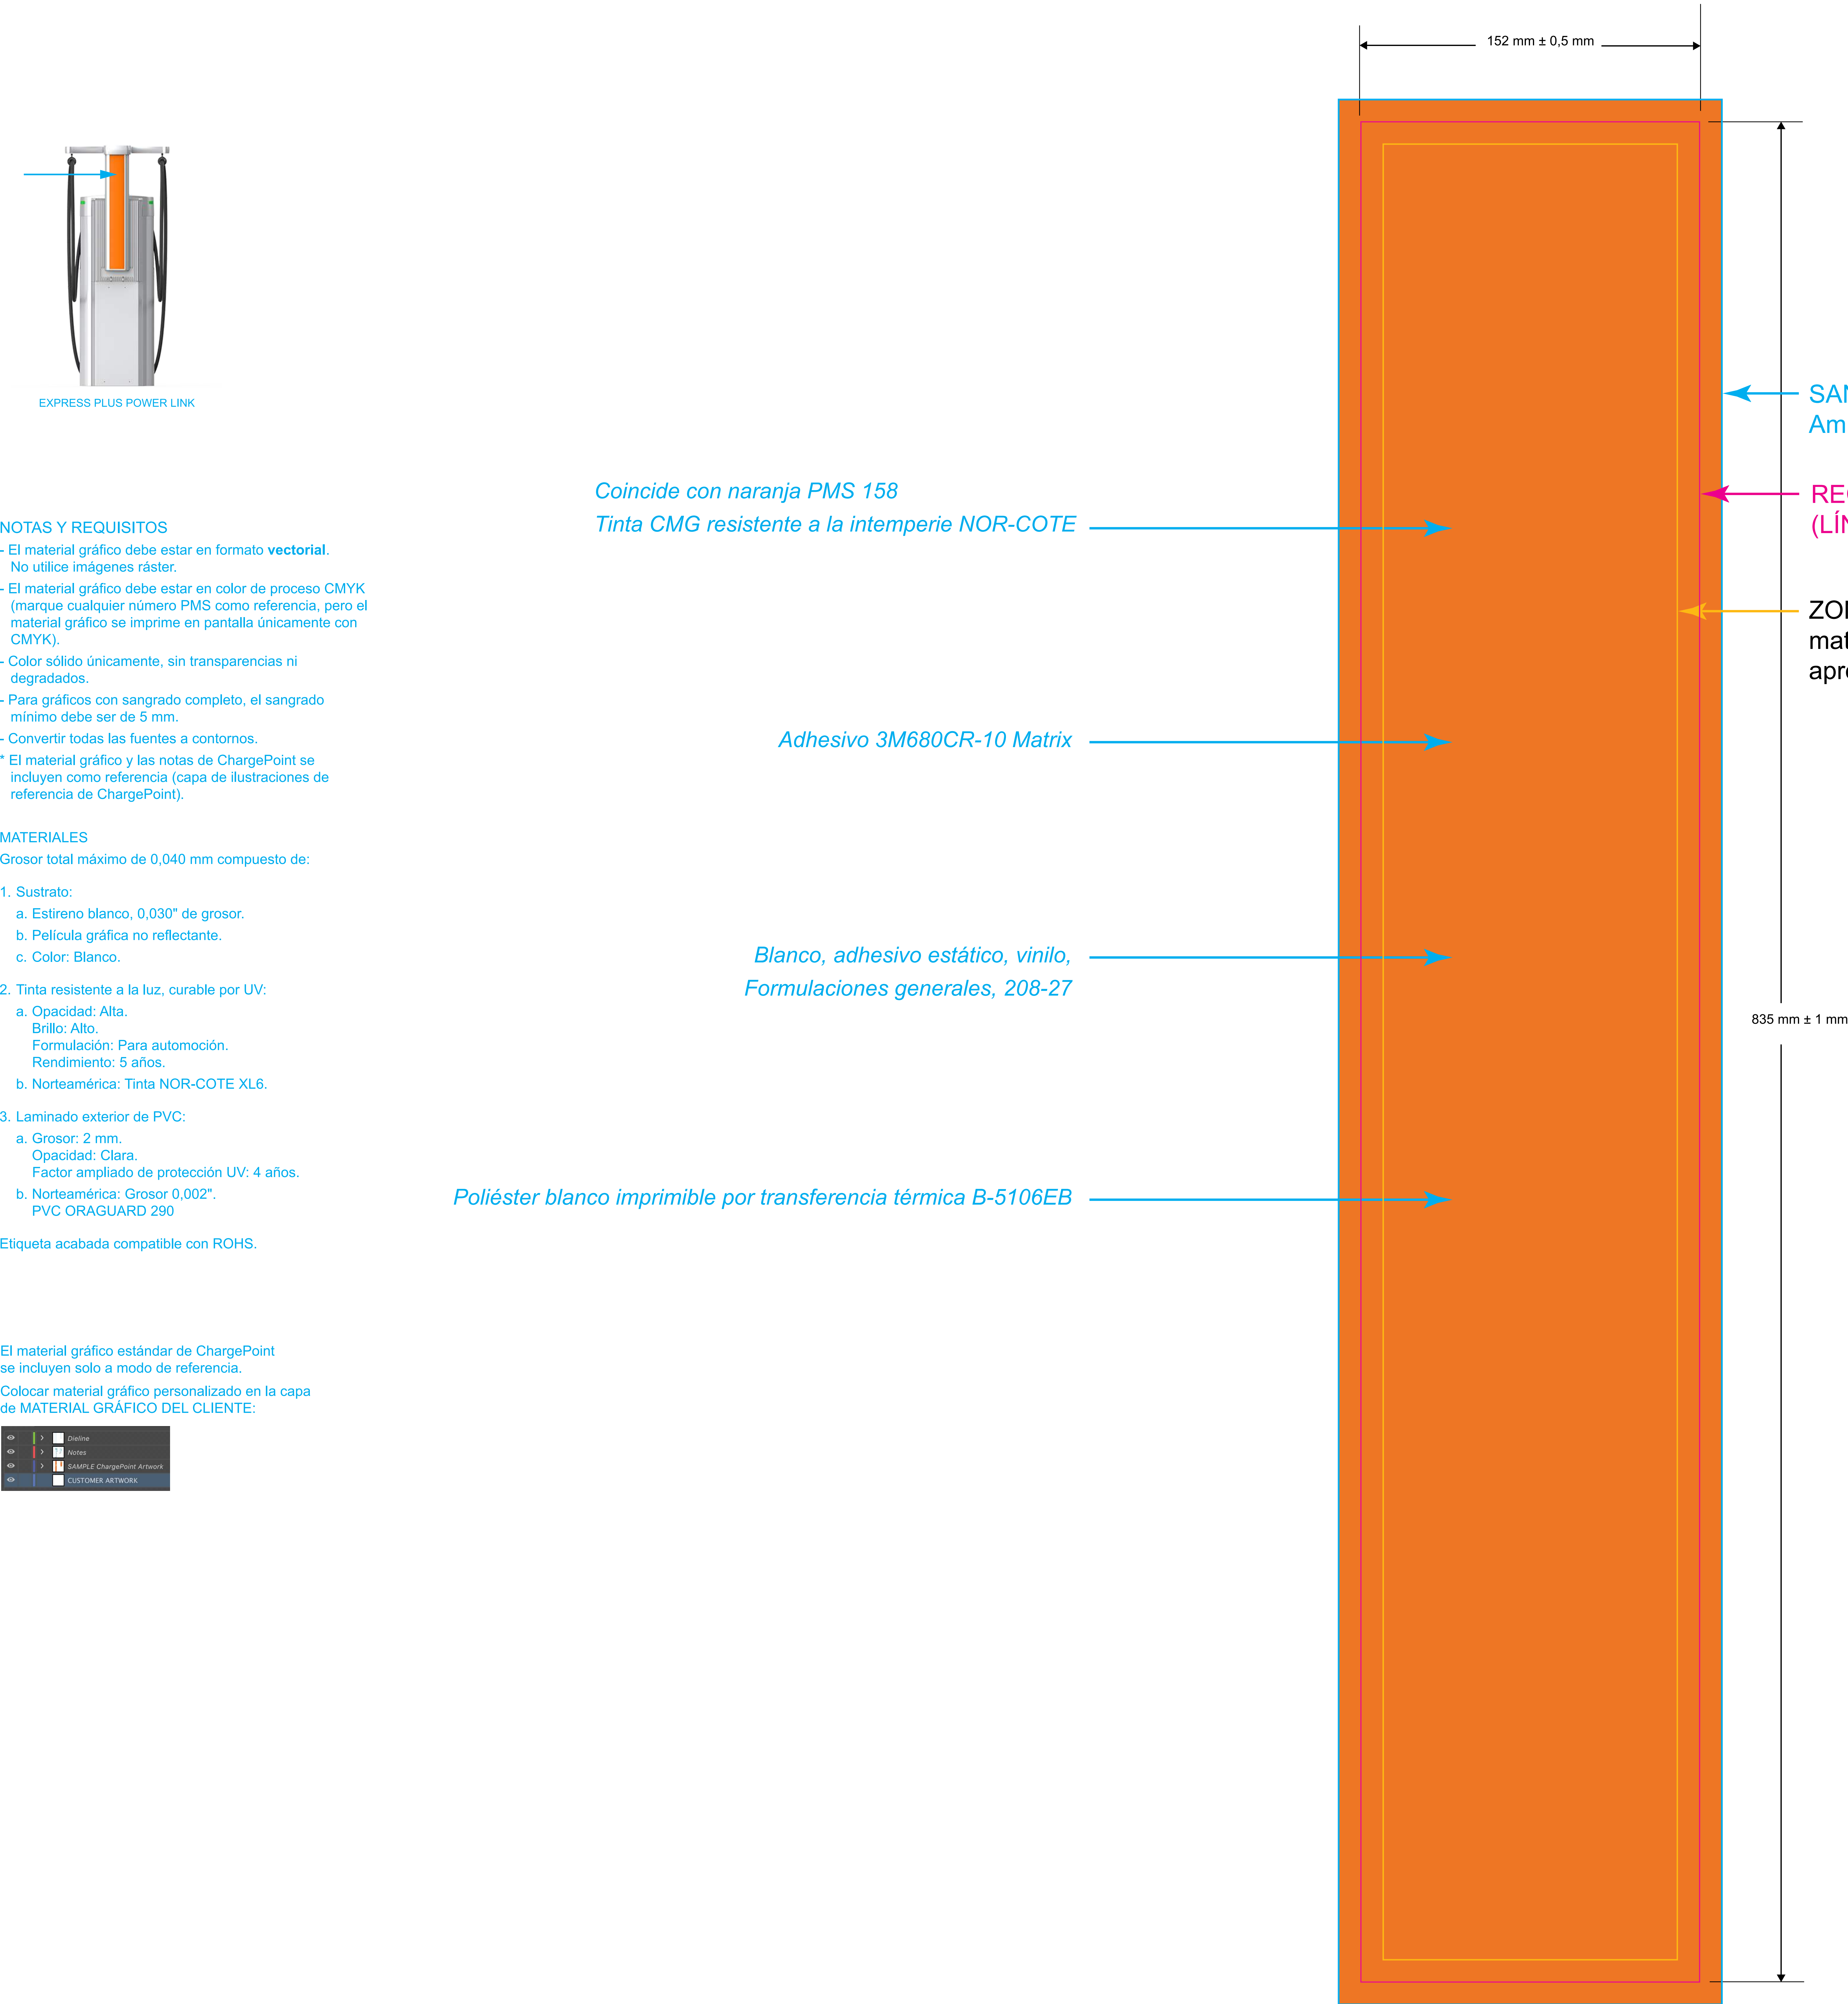 152 mm ± 0,5 mm
EXPRESS PLUS POWER LINK
NOTAS Y REQUISITOS
- El material gráfico debe estar en formato vectorial.
No utilice imágenes ráster.
- El material gráfico debe estar en color de proceso CMYK
(marque cualquier número PMS como referencia, pero el
material gráfico se imprime en pantalla únicamente con
CMYK).
- Color sólido únicamente, sin transparencias ni
degradados.
- Para gráficos con sangrado completo, el sangrado
mínimo debe ser de 5 mm.
- Convertir todas las fuentes a contornos.
* El material gráfico y las notas de ChargePoint se
incluyen como referencia (capa de ilustraciones de
referencia de ChargePoint).
MATERIALES
Grosor total máximo de 0,040 mm compuesto de:
1. Sustrato:
a. Estireno blanco, 0,030" de grosor.
b. Película gráfica no reflectante.
c. Color: Blanco.
2. Tinta resistente a la luz, curable por UV:
a. Opacidad: Alta.
Brillo: Alto.
Formulación: Para automoción.
Rendimiento: 5 años.
b. Norteamérica: Tinta NOR-COTE XL6.
3. Laminado exterior de PVC:
a. Grosor: 2 mm.
Opacidad: Clara.
Factor ampliado de protección UV: 4 años.
b. Norteamérica: Grosor 0,002".
PVC ORAGUARD 290
Etiqueta acabada compatible con ROHS.
El material gráfico estándar de ChargePoint
se incluyen solo a modo de referencia.
Colocar material gráfico personalizado en la capa
de MATERIAL GRÁFICO DEL CLIENTE:
Dieline
Notes
SAMPLE ChargePoint Artwork
CUSTOMER ARTWORK
Coincide con naranja PMS 158
Tinta CMG resistente a la intemperie NOR-COTE
Adhesivo 3M680CR-10 Matrix
Blanco, adhesivo estático, vinilo,
Formulaciones generales, 208-27
Poliéster blanco imprimible por transferencia térmica B-5106EB
835 mm ± 1 mm